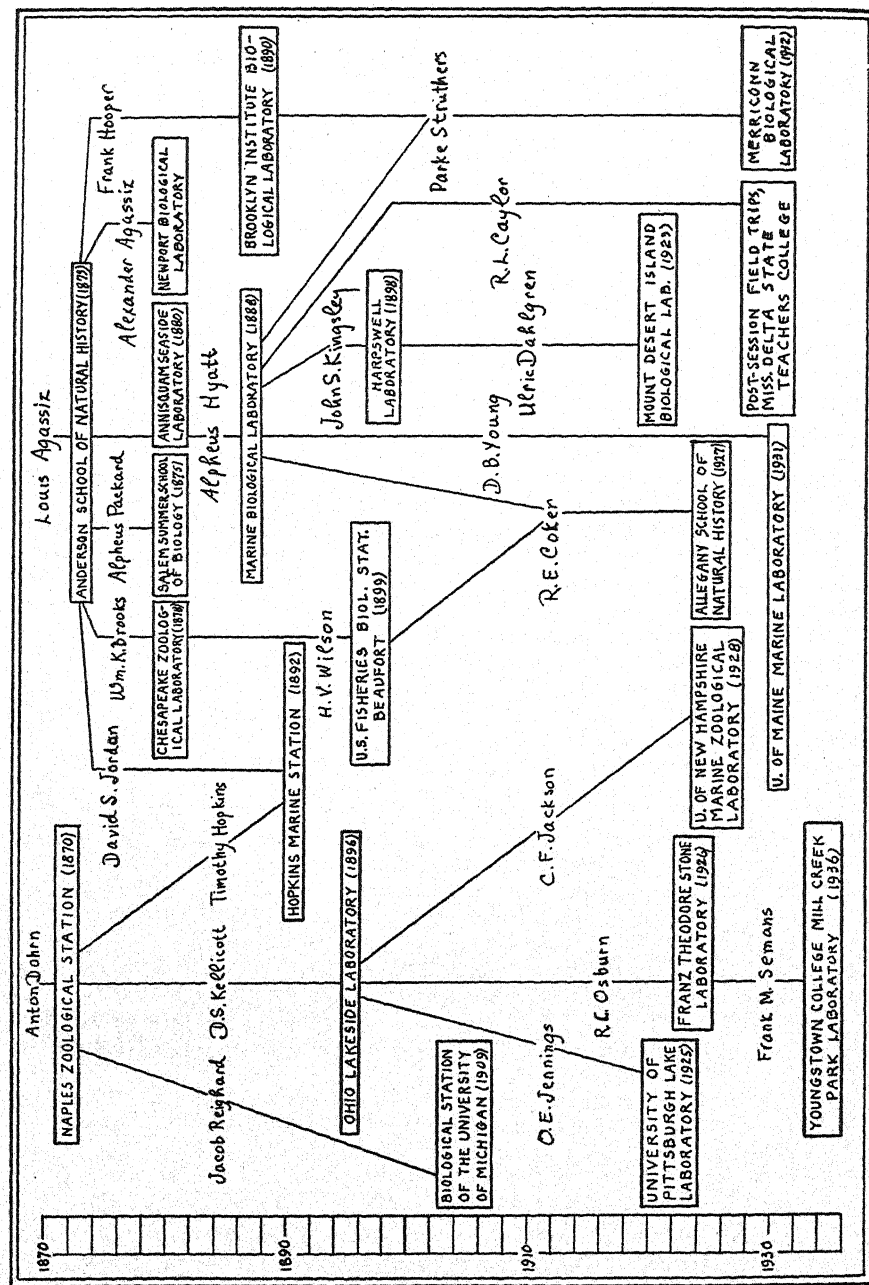 Anton Dohrn
NAPLES ZOOLOGICAL STATION (1870)
Louis Agassiz
ANDERSON SCHOOL OF NATURAL HISTORY (1873)
David S. Jordan
Wm. K. Brooks
Alpheus Packard
Alexander Agassiz
Frank Hooper
CHESAPEAKE ZOOLOG-
ICAL LABORATORY (1878)
SALEM SUMMER SCHOOL
OF BIOLOGY (1875)
ANNISQUAM SEASIDE
LABORATORY (1880)
NEWPORT BIOLOGICAL
LABORATORY
Jacob Reighard
D.S. Kellicott
Timothy Hopkins
Alpheus Hyatt
HOPKINS MARINE STATION (1892)
MARINE BIOLOGICAL LABORATORY (1888)
BROOKLYN INSTITUTE BIO-
LOGICAL LABORATORY (1890)
H.V. Wilson
John S. Kingsley
OHIO LAKESIDE LABORATORY (1896)
U.S. FISHERIES BIOL. STAT.
BEAUFORT (1899)
HARPSWELL
LABORATORY (1898)
Parke Struthers
BIOLOGICAL STATION
OF THE UNIVERSITY
OF MICHIGAN (1909)
D.B. Young
R.L. Caylor
Ulric Dahlgren
O.E. Jennings
C.F. Jackson
R.E. Coker
R.C. Osburn
UNIVERSITY OF
PITTSBURGH LAKE
LABORATORY (1925)
FRANZ THEODORE STONE
LABORATORY (1926)
U. OF NEW HAMPSHIRE
MARINE ZOOLOGICAL
LABORATORY (1928)
ALLEGANY SCHOOL OF
NATURAL HISTORY (1927)
MOUNT DESERT ISLAND
BIOLOGICAL LAB. (1923)
Frank M. Semans
U. OF MAINE MARINE LABORATORY (1931)
POST-SESSION FIELD TRIPS,
MISS. DELTA STATE
TEACHERS COLLEGE
MERRICONN
BIOLOGICAL
LABORATORY (1942)
YOUNGSTOWN COLLEGE MILL CREEK
PARK LABORATORY (1936)
1870
1890
1910
1930